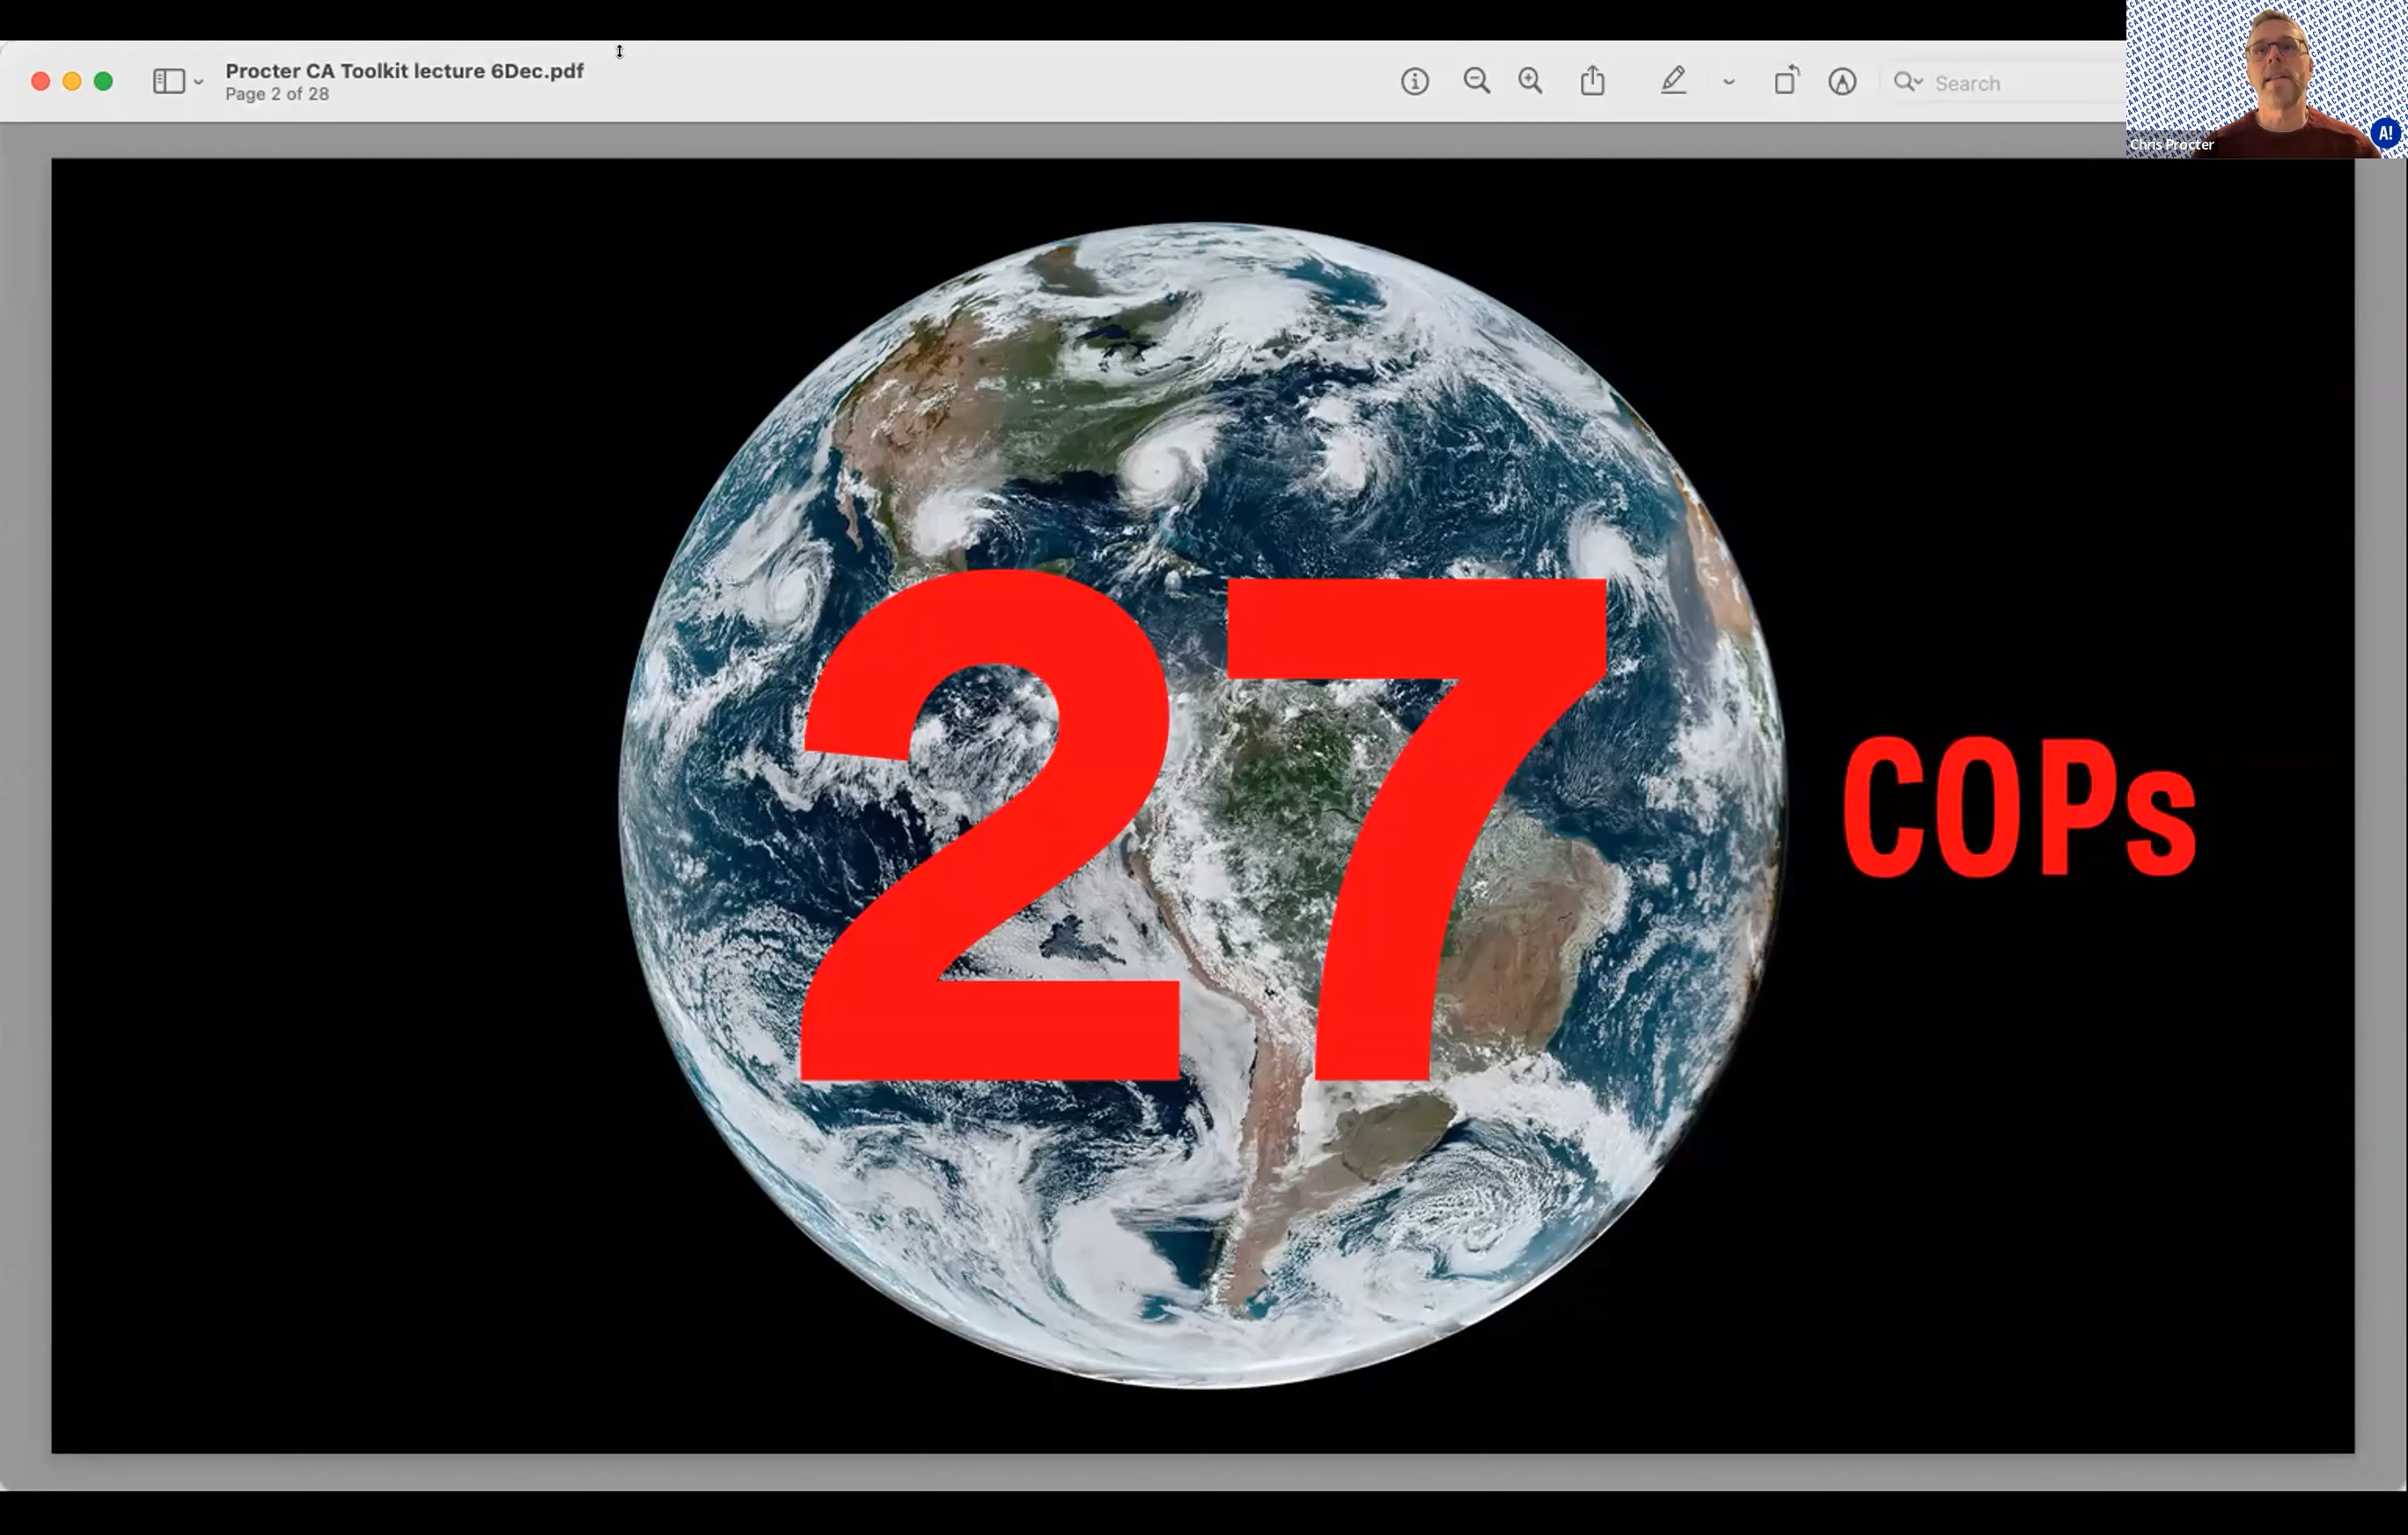 Procter CA Toolkit lecture 6Dec.pdf
Page 2 of 28
Search
Chris Procter
A!
27
COPs